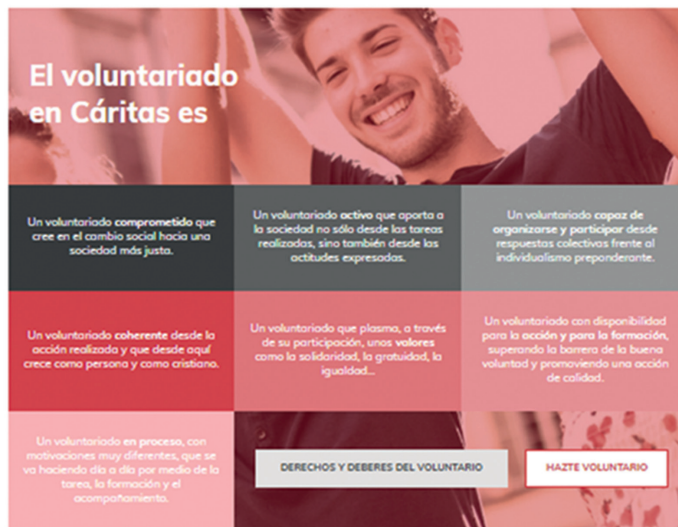 El voluntariado
en Cáritas es
Un voluntariado comprometido que
cree en el cambio social hacia una
sociedad más justa.
Un voluntariado activo que aporta a
la sociedad no sólo desde las tareas
realizadas, sino también desde las
actitudes expresadas.
Un voluntariado capaz de
organizarse y participar desde
respuestas colectivas frente al
individualismo preponderante.
Un voluntariado coherente desde la
acción realizada y que desde aquí
crece como persona y como cristiano.
Un voluntariado que plasma, a través
de su participación, unos valores
como la solidaridad, la gratuidad, la
igualdad...
Un voluntariado con disponibilidad
para la acción y para la formación,
superando la barrera de la buena
voluntad y promoviendo una acción
de calidad.
Un voluntariado en proceso, con
motivaciones muy diferentes, que se
va haciendo día a día por medio de la
tarea, la formación y el
acompañamiento.
DERECHOS Y DEBERES DEL VOLUNTARIO
HAZTE VOLUNTARIO